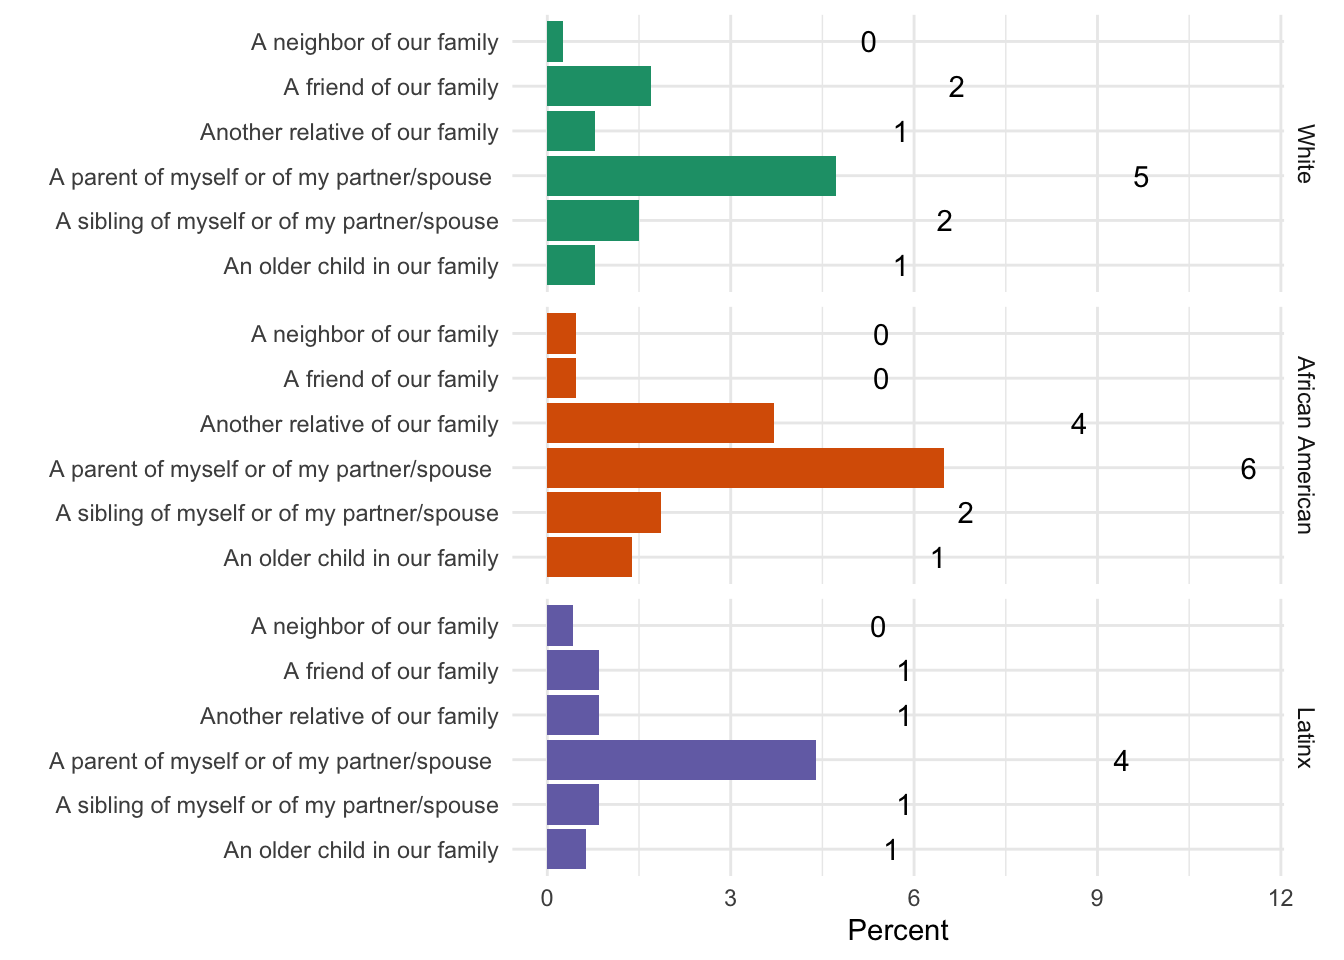 A neighbor of our family 0
A friend of our family 2
Another relative of our family 1
A parent of myself or of my partner/spouse 5
A sibling of myself or of my partner/spouse 2
An older child in our family 1
White
A neighbor of our family 0
A friend of our family 0
Another relative of our family 4
A parent of myself or of my partner/spouse 6
A sibling of myself or of my partner/spouse 2
An older child in our family 1
African American
A neighbor of our family 0
A friend of our family 1
Another relative of our family 1
A parent of myself or of my partner/spouse 4
A sibling of myself or of my partner/spouse 1
An older child in our family 1
Latinx
0 3 6 9 12
Percent